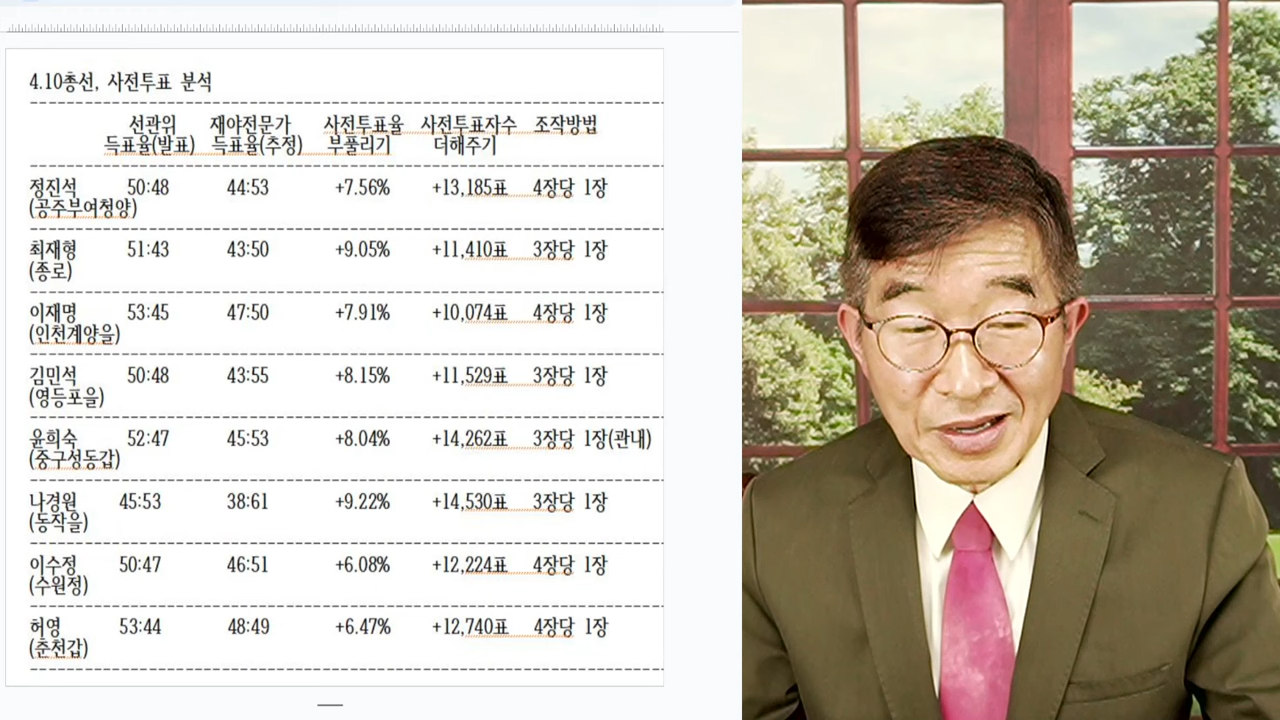 4.10총선, 사전투표 분석
선관위 재야전문가 사전투표율 사전투표자수 조작방법
득표율(발표) 득표율(추정) 부풀리기 더해주기
정진석 50:48 44:53 +7.56% +13,185표 4장당 1장
(공주부여청양)
최재형 51:43 43:50 +9.05% +11,410표 3장당 1장
(종로)
이재명 53:45 47:50 +7.91% +10,074표 4장당 1장
(인천계양을)
김민석 50:48 43:55 +8.15% +11,529표 3장당 1장
(영등포을)
윤희숙 52:47 45:53 +8.04% +14,262표 3장당 1장(관내)
(중구성동갑)
나경원 45:53 38:61 +9.22% +14,530표 3장당 1장
(동작을)
이수정 50:47 46:51 +6.08% +12,224표 4장당 1장
(수원정)
허영 53:44 48:49 +6.47% +12,740표 4장당 1장
(춘천갑)